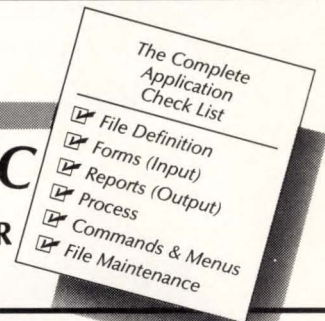 The Complete
Application
Check List
File Definition
Forms (Input)
Reports (Output)
Process
Commands & Menus
File Maintenance
C
R